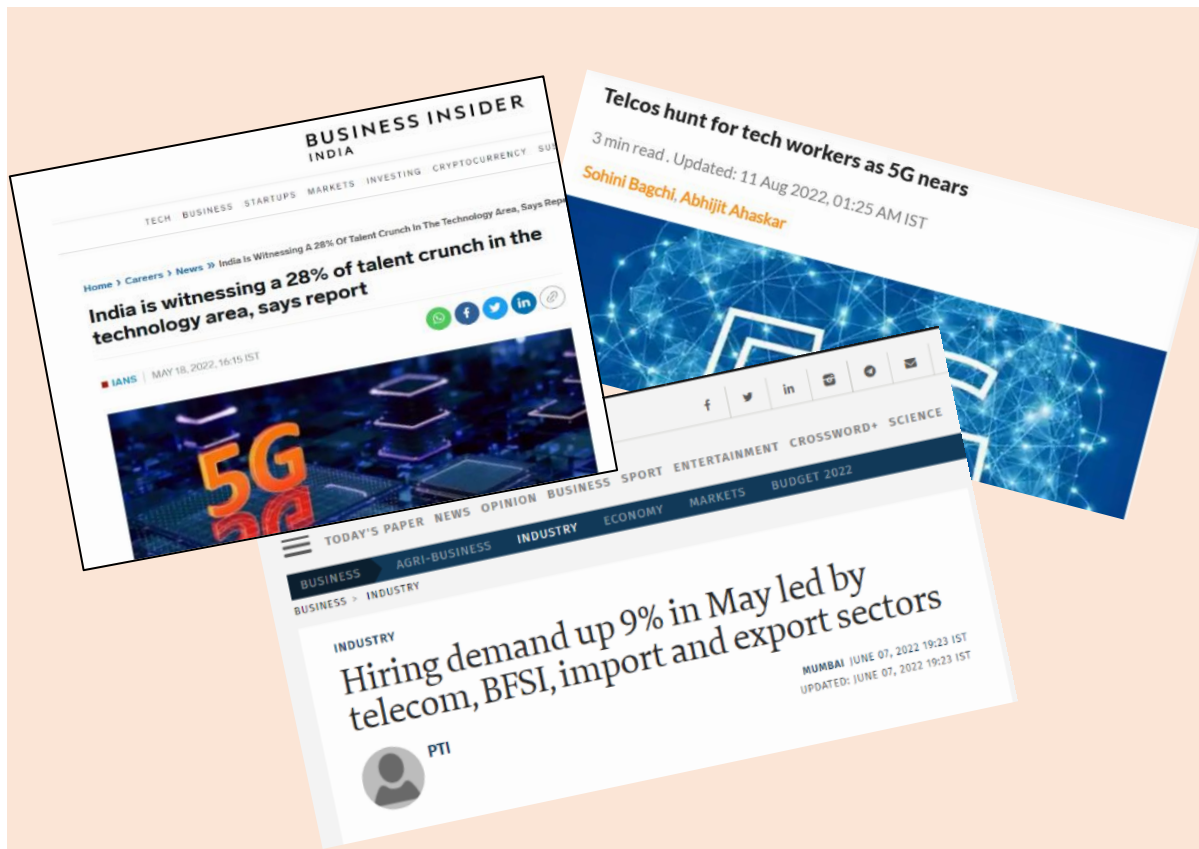 BUSINESS INSIDER
INDIA
TECH BUSINESS STARTUPS MARKETS INVESTING CRYPTOCURRENCY
Home > Careers > News » India Is Witnessing A 28% Of Talent Crunch In The Technology Area, Says
India is witnessing a 28% of talent crunch in the
technology area, says report
IANS | MAY 18, 2022, 16:15 IST
5G
Telcos hunt for tech workers as 5G nears
3 min read . Updated: 11 Aug 2022, 01:25 AM IST
Sohini Bagchi, Abhijit Ahaskar
TODAY'S PAPER NEWS OPINION BUSINESS SPORT ENTERTAINMENT CROSSWORD+ SCIENCE
BUSINESS AGRI-BUSINESS INDUSTRY ECONOMY MARKETS BUDGET 2022
BUSINESS > INDUSTRY
INDUSTRY
Hiring demand up 9% in May led by
telecom, BFSI, import and export sectors
MUMBAI JUNE 07, 2022 19:23 IST
UPDATED: JUNE 07, 2022 19:23 IST
PTI